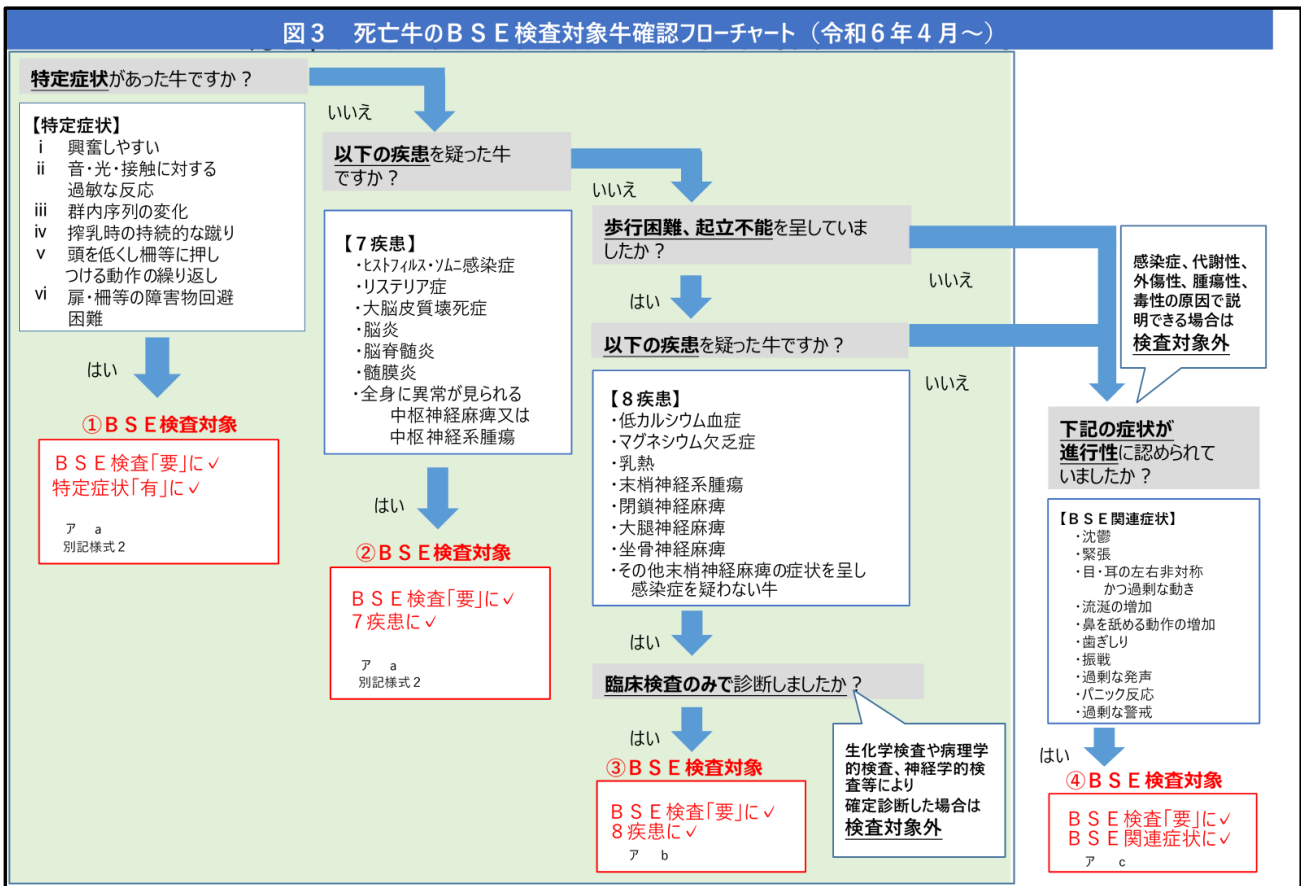 図３　死亡牛のＢＳＥ検査対象牛確認フローチャート（令和６年４月～）
特定症状があった牛ですか？
いいえ
【特定症状】
ⅰ　興奮しやすい
ⅱ　音・光・接触に対する
過敏な反応
ⅲ　群内序列の変化
ⅳ　搾乳時の持続的な蹴り
ⅴ　頭を低くし柵等に押し
つける動作の繰り返し
ⅵ　扉・柵等の障害物回避
困難
はい
①ＢＳＥ検査対象
ＢＳＥ検査「要」に✓
特定症状「有」に✓
ア　a
別記様式２
以下の疾患を疑った牛
ですか？
いいえ
【７疾患】
・ﾋｽﾄﾌｨﾙｽ・ｿﾑﾆ感染症
・リステリア症
・大脳皮質壊死症
・脳炎
・脳脊髄炎
・髄膜炎
・全身に異常が見られる
中枢神経麻痺又は
中枢神経系腫瘍
はい
②ＢＳＥ検査対象
ＢＳＥ検査「要」に✓
７疾患に✓
ア　a
別記様式２
歩行困難、起立不能を呈していま
したか？
いいえ
はい
以下の疾患を疑った牛ですか？
いいえ
【８疾患】
・低カルシウム血症
・マグネシウム欠乏症
・乳熱
・末梢神経系腫瘍
・閉鎖神経麻痺
・大腿神経麻痺
・坐骨神経麻痺
・その他末梢神経麻痺の症状を呈し
感染症を疑わない牛
はい
臨床検査のみで診断しましたか？
はい
生化学検査や病理学
的検査、神経学的検
査等により
確定診断した場合は
検査対象外
③ＢＳＥ検査対象
ＢＳＥ検査「要」に✓
８疾患に✓
ア　b
感染症、代謝性、
外傷性、腫瘍性、
毒性の原因で説
明できる場合は
検査対象外
下記の症状が
進行性に認められて
いましたか？
【ＢＳＥ関連症状】
・沈鬱
・緊張
・目・耳の左右非対称
かつ過剰な動き
・流涎の増加
・鼻を舐める動作の増加
・歯ぎしり
・振戦
・過剰な発声
・パニック反応
・過剰な警戒
はい
④ＢＳＥ検査対象
ＢＳＥ検査「要」に✓
ＢＳＥ関連症状に✓
ア　c